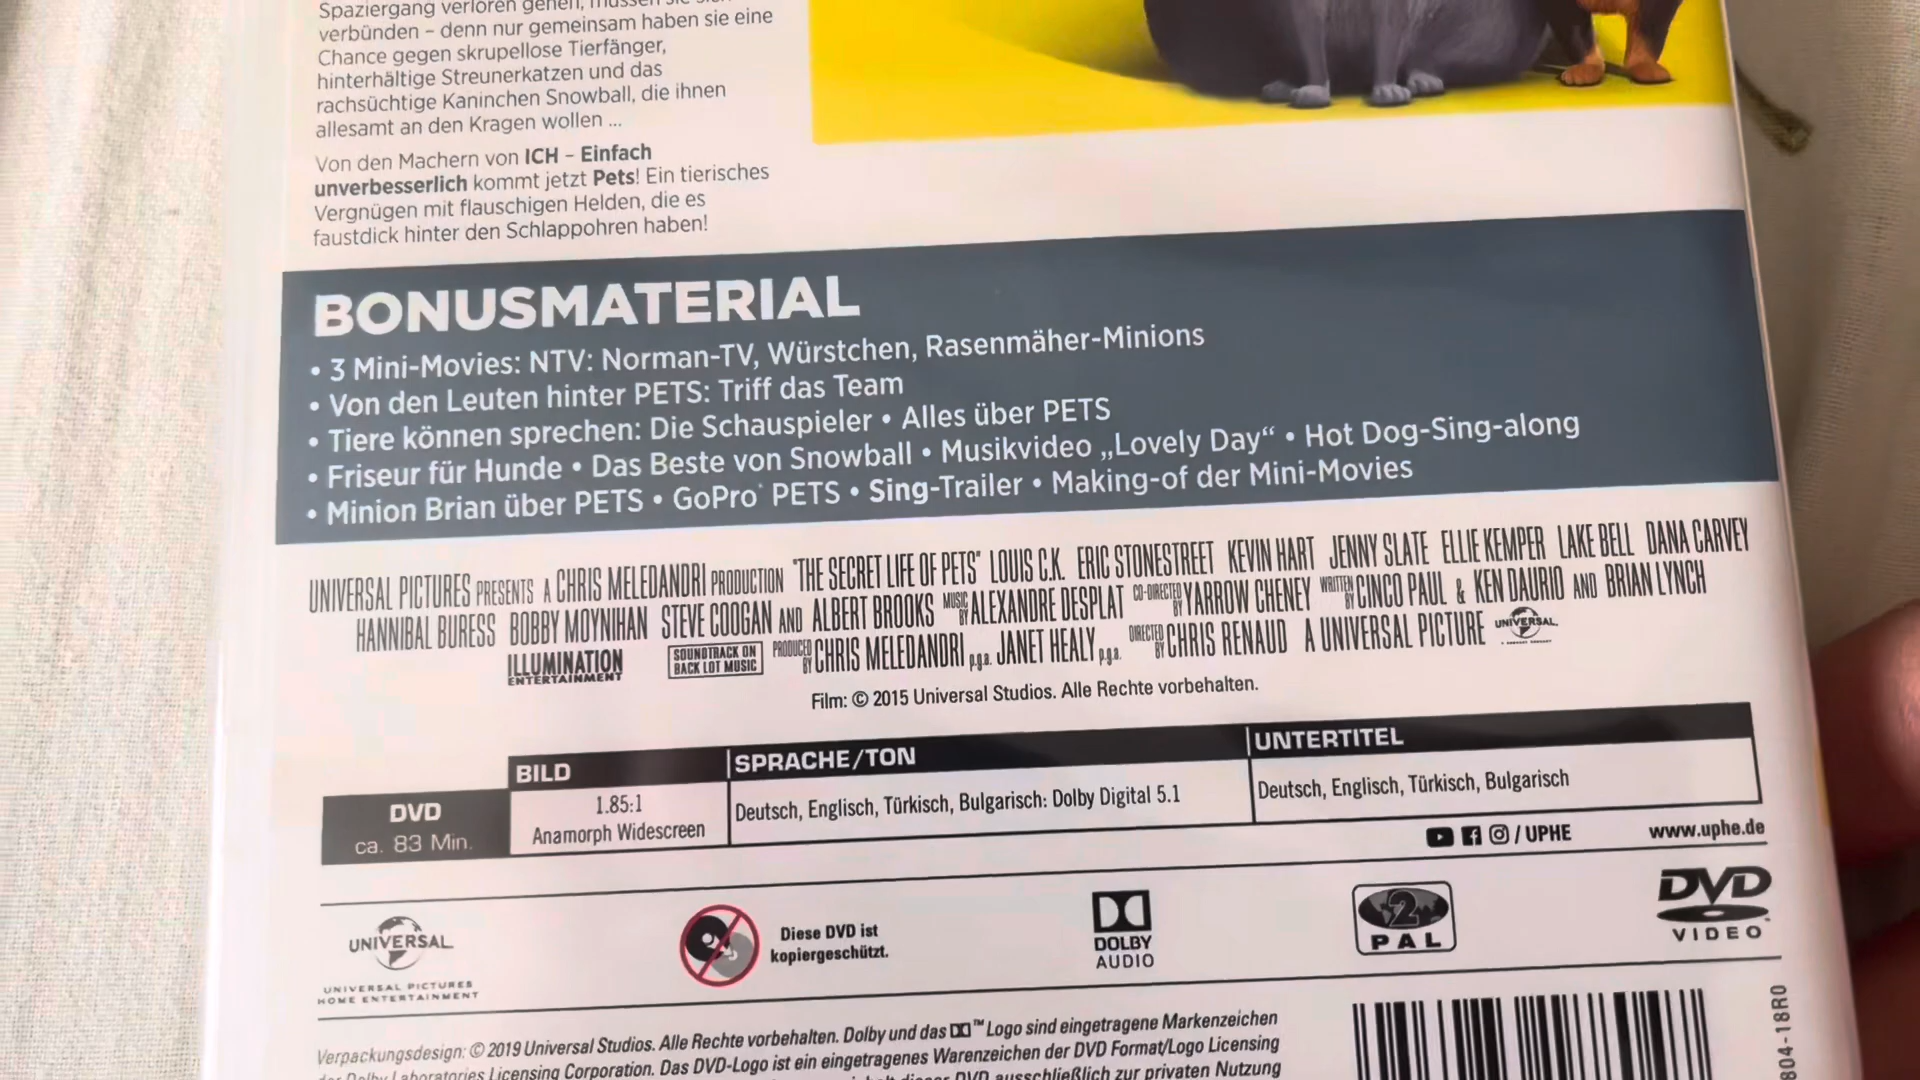 Spaziergang verloren gehen, müssen sie sich
verbünden – denn nur gemeinsam haben sie eine
Chance gegen skrupellose Tierfänger,
hinterhältige Streunerkatzen und das
rachsüchtige Kaninchen Snowball, die ihnen
allesamt an den Kragen wollen ...
Von den Machern von ICH – Einfach
unverbesserlich kommt jetzt Pets! Ein tierisches
Vergnügen mit flauschigen Helden, die es
faustdick hinter den Schlappohren haben!
BONUSMATERIAL
• 3 Mini-Movies: NTV: Norman-TV, Würstchen, Rasenmäher-Minions
• Von den Leuten hinter PETS: Triff das Team
• Tiere können sprechen: Die Schauspieler • Alles über PETS
• Friseur für Hunde • Das Beste von Snowball • Musikvideo „Lovely Day“ • Hot Dog-Sing-along
• Minion Brian über PETS • GoPro PETS • Sing-Trailer • Making-of der Mini-Movies
UNIVERSAL PICTURES PRESENTS A CHRIS MELEDANDRI PRODUCTION "THE SECRET LIFE OF PETS" LOUIS C.K. ERIC STONESTREET KEVIN HART JENNY SLATE ELLIE KEMPER LAKE BELL DANA CARVEY
HANNIBAL BURESS BOBBY MOYNIHAN STEVE COOGAN AND ALBERT BROOKS MUSIC BY ALEXANDRE DESPLAT CO-DIRECTED BY YARROW CHENEY WRITTEN BY CINCO PAUL & KEN DAURIO AND BRIAN LYNCH
ILLUMINATION ENTERTAINMENT SOUNDTRACK ON BACK LOT MUSIC PRODUCED BY CHRIS MELEDANDRI p.g.a. JANET HEALY p.g.a. DIRECTED BY CHRIS RENAUD A UNIVERSAL PICTURE UNIVERSAL
Film: © 2015 Universal Studios. Alle Rechte vorbehalten.
BILD SPRACHE/TON UNTERTITEL
DVD
ca. 83 Min.
1.85:1
Anamorph Widescreen
Deutsch, Englisch, Türkisch, Bulgarisch: Dolby Digital 5.1
Deutsch, Englisch, Türkisch, Bulgarisch
/ UPHE www.uphe.de
UNIVERSAL
UNIVERSAL PICTURES
HOME ENTERTAINMENT
Diese DVD ist
kopiergeschützt.
DOLBY
AUDIO
2
PAL
DVD
VIDEO
Verpackungsdesign: © 2019 Universal Studios. Alle Rechte vorbehalten. Dolby und das ™ Logo sind eingetragene Markenzeichen
der Dolby Laboratories Licensing Corporation. Das DVD-Logo ist ein eingetragenes Warenzeichen der DVD Format/Logo Licensing
DVD ausschließlich zur privaten Nutzung
804-18R0